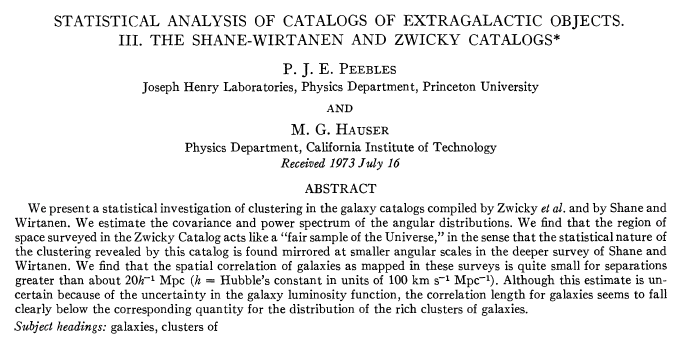 STATISTICAL ANALYSIS OF CATALOGS OF EXTRAGALACTIC OBJECTS.
III. THE SHANE-WIRTANEN AND ZWICKY CATALOGS*
P. J. E. PEEBLES
Joseph Henry Laboratories, Physics Department, Princeton University
AND
M. G. HAUSER
Physics Department, California Institute of Technology
Received 1973 July 16
ABSTRACT
We present a statistical investigation of clustering in the galaxy catalogs compiled by Zwicky et al. and by Shane and
Wirtanen. We estimate the covariance and power spectrum of the angular distributions. We find that the region of
space surveyed in the Zwicky Catalog acts like a “fair sample of the Universe,” in the sense that the statistical nature of
the clustering revealed by this catalog is found mirrored at smaller angular scales in the deeper survey of Shane and
Wirtanen. We find that the spatial correlation of galaxies as mapped in these surveys is quite small for separations
greater than about 20h⁻¹ Mpc (h = Hubble’s constant in units of 100 km s⁻¹ Mpc⁻¹). Although this estimate is un-
certain because of the uncertainty in the galaxy luminosity function, the correlation length for galaxies seems to fall
clearly below the corresponding quantity for the distribution of the rich clusters of galaxies.
Subject headings: galaxies, clusters of